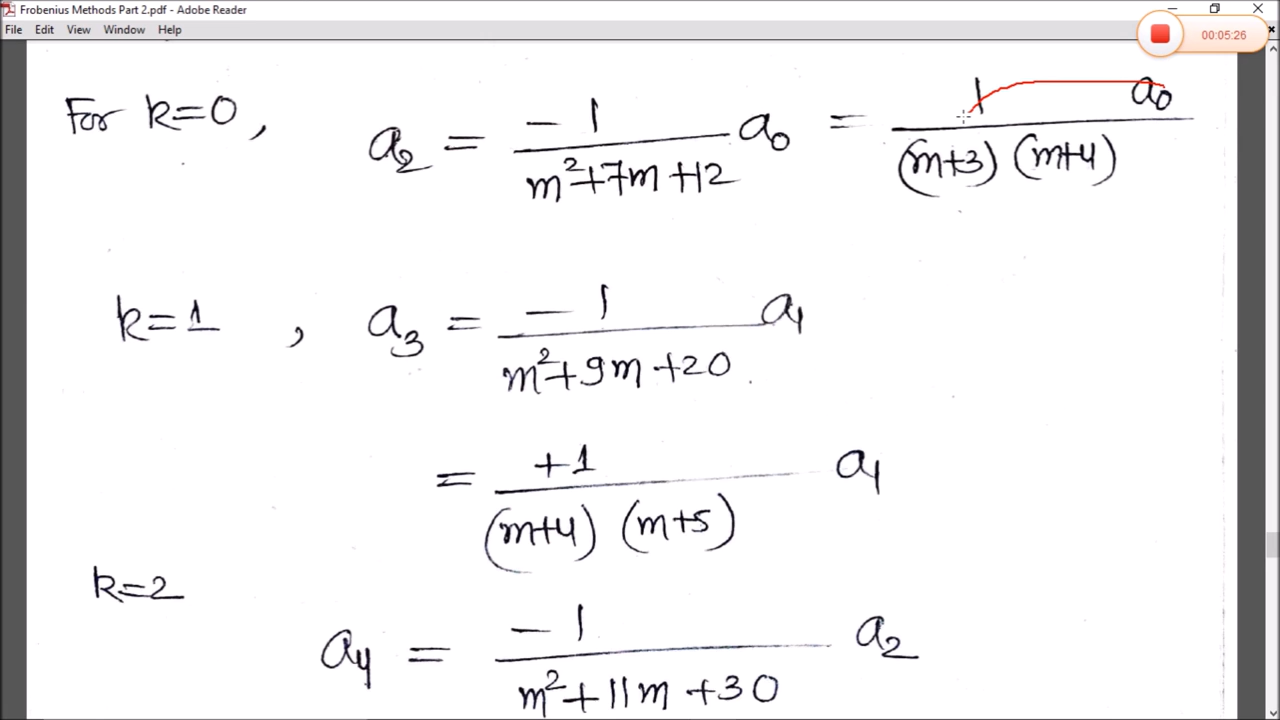 Frobenius Methods Part 2.pdf - Adobe Reader
File Edit View Window Help
00:05:26
For k=0, a₂ = -1/(m²+7m+12) a₀ = 1 a₀/((m+3)(m+4))
k=1, a₃ = -1/(m²+9m+20) a₁
= +1/((m+4)(m+5)) a₁
k=2
a₄ = -1/(m²+11m+30) a₂